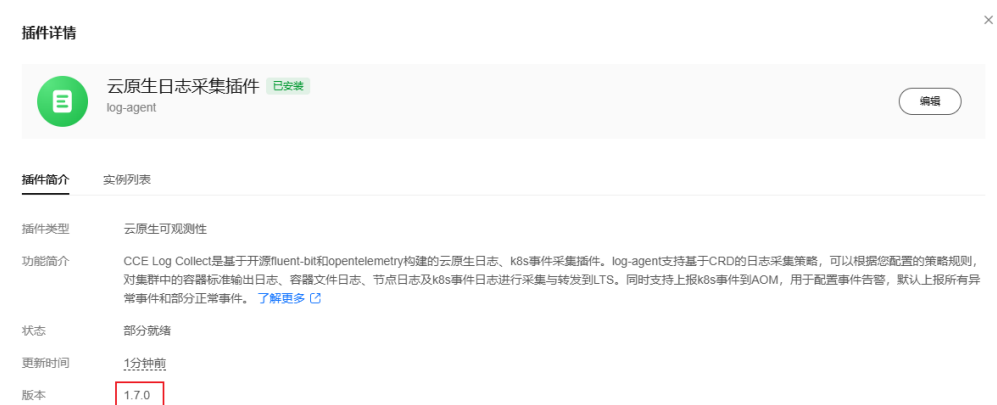 插件详情
云原生日志采集插件 已安装
log-agent
编辑
插件简介 实例列表
插件类型 云原生可观测性
功能简介 CCE Log Collect是基于开源fluent-bit和opentelemetry构建的云原生日志、k8s事件采集插件。log-agent支持基于CRD的日志采集策略，可以根据您配置的策略规则，
对集群中的容器标准输出日志、容器文件日志、节点日志及k8s事件日志进行采集与转发到LTS。同时支持上报k8s事件到AOM，用于配置事件告警，默认上报所有异
常事件和部分正常事件。 了解更多
状态 部分就绪
更新时间 1分钟前
版本 1.7.0